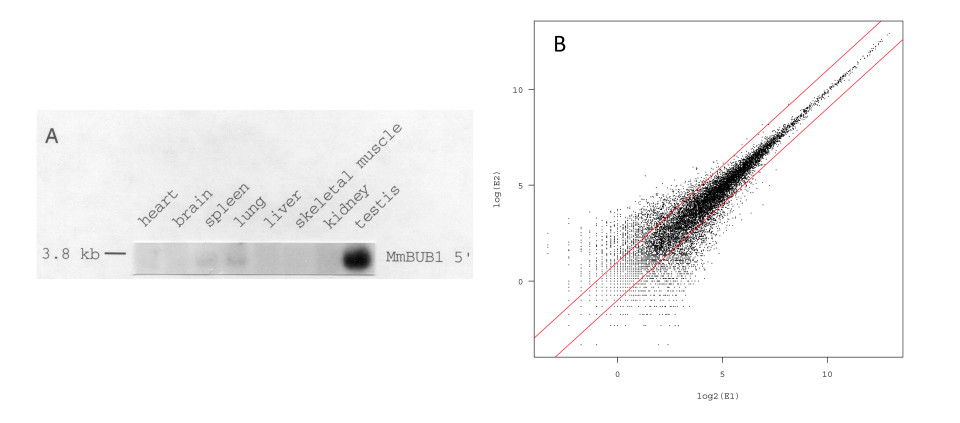 A
heart
brain
spleen
lung
liver
skeletal muscle
kidney
testis
3.8 kb
MmBUB1 5'
B
10
5
0
log(E2)
0
5
10
log2(E1)